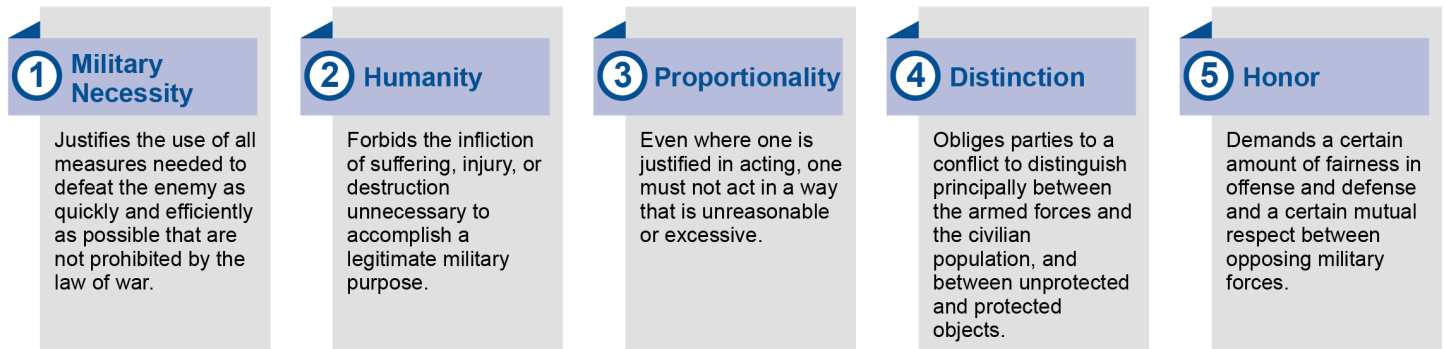 1
Military
Necessity
Justifies the use of all
measures needed to
defeat the enemy as
quickly and efficiently
as possible that are
not prohibited by the
law of war.
2
Humanity
Forbids the infliction
of suffering, injury, or
destruction
unnecessary to
accomplish a
legitimate military
purpose.
3
Proportionality
Even where one is
justified in acting, one
must not act in a way
that is unreasonable
or excessive.
4
Distinction
Obliges parties to a
conflict to distinguish
principally between
the armed forces and
the civilian
population, and
between unprotected
and protected
objects.
5
Honor
Demands a certain
amount of fairness in
offense and defense
and a certain mutual
respect between
opposing military
forces.